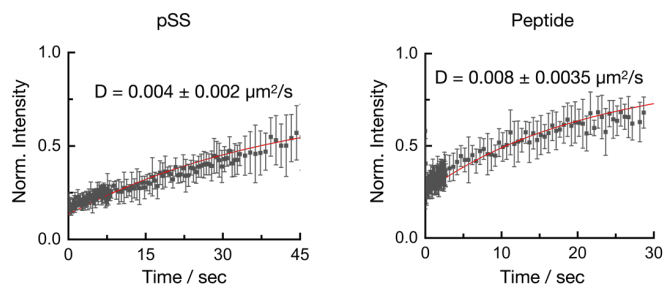 pSS
1.0
0.5
0.0
Norm. Intensity
D = 0.004 ± 0.002 µm²/s
0 15 30 45
Time / sec
Peptide
1.0
0.5
0.0
Norm. Intensity
D = 0.008 ± 0.0035 µm²/s
0 10 20 30
Time / sec